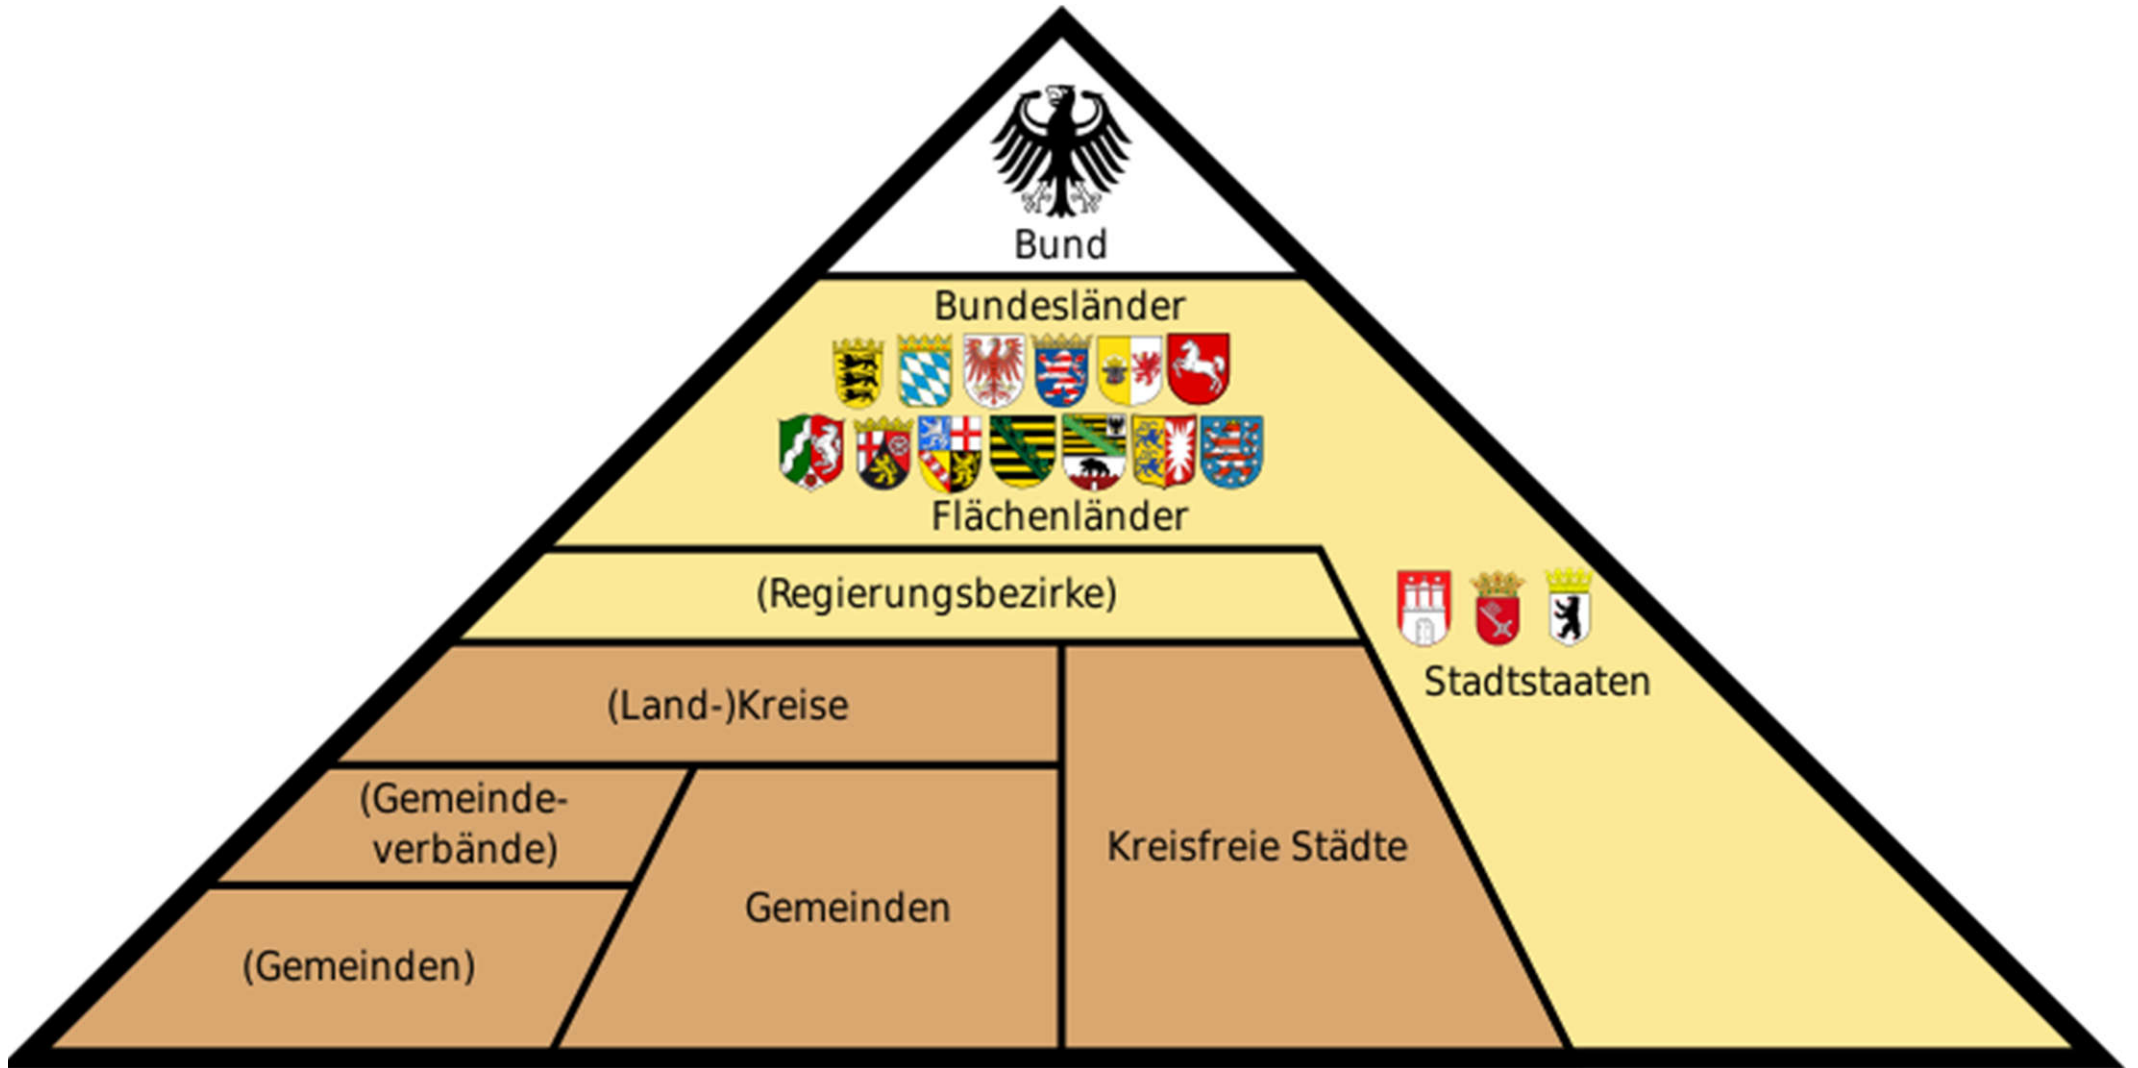 Bund
Bundesländer
Flächenländer
(Regierungsbezirke)
Stadtstaaten
(Land-)Kreise
(Gemeinde-
verbände)
Kreisfreie Städte
Gemeinden
(Gemeinden)